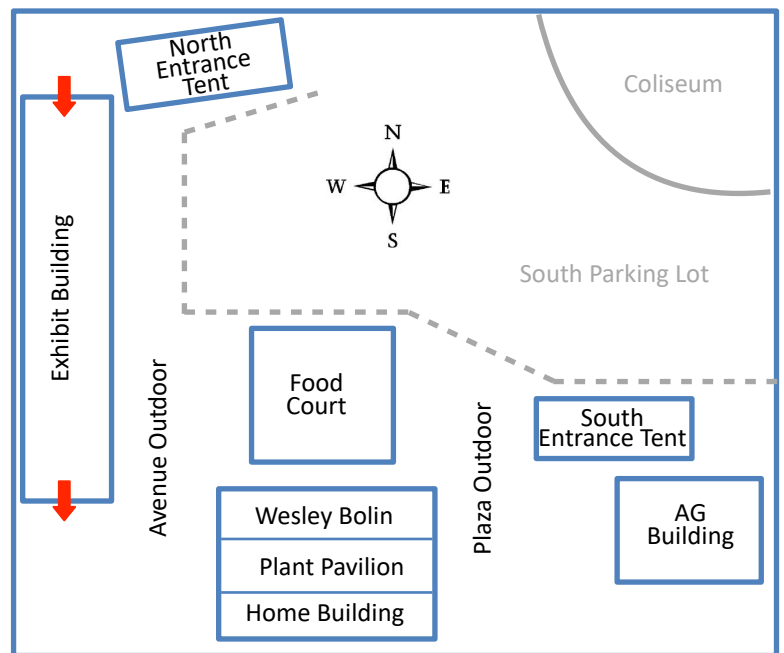 North
Entrance
Tent
Coliseum
N
W
E
S
South Parking Lot
Exhibit Building
Avenue Outdoor
Food
Court
Plaza Outdoor
South
Entrance Tent
Wesley Bolin
Plant Pavilion
Home Building
AG
Building